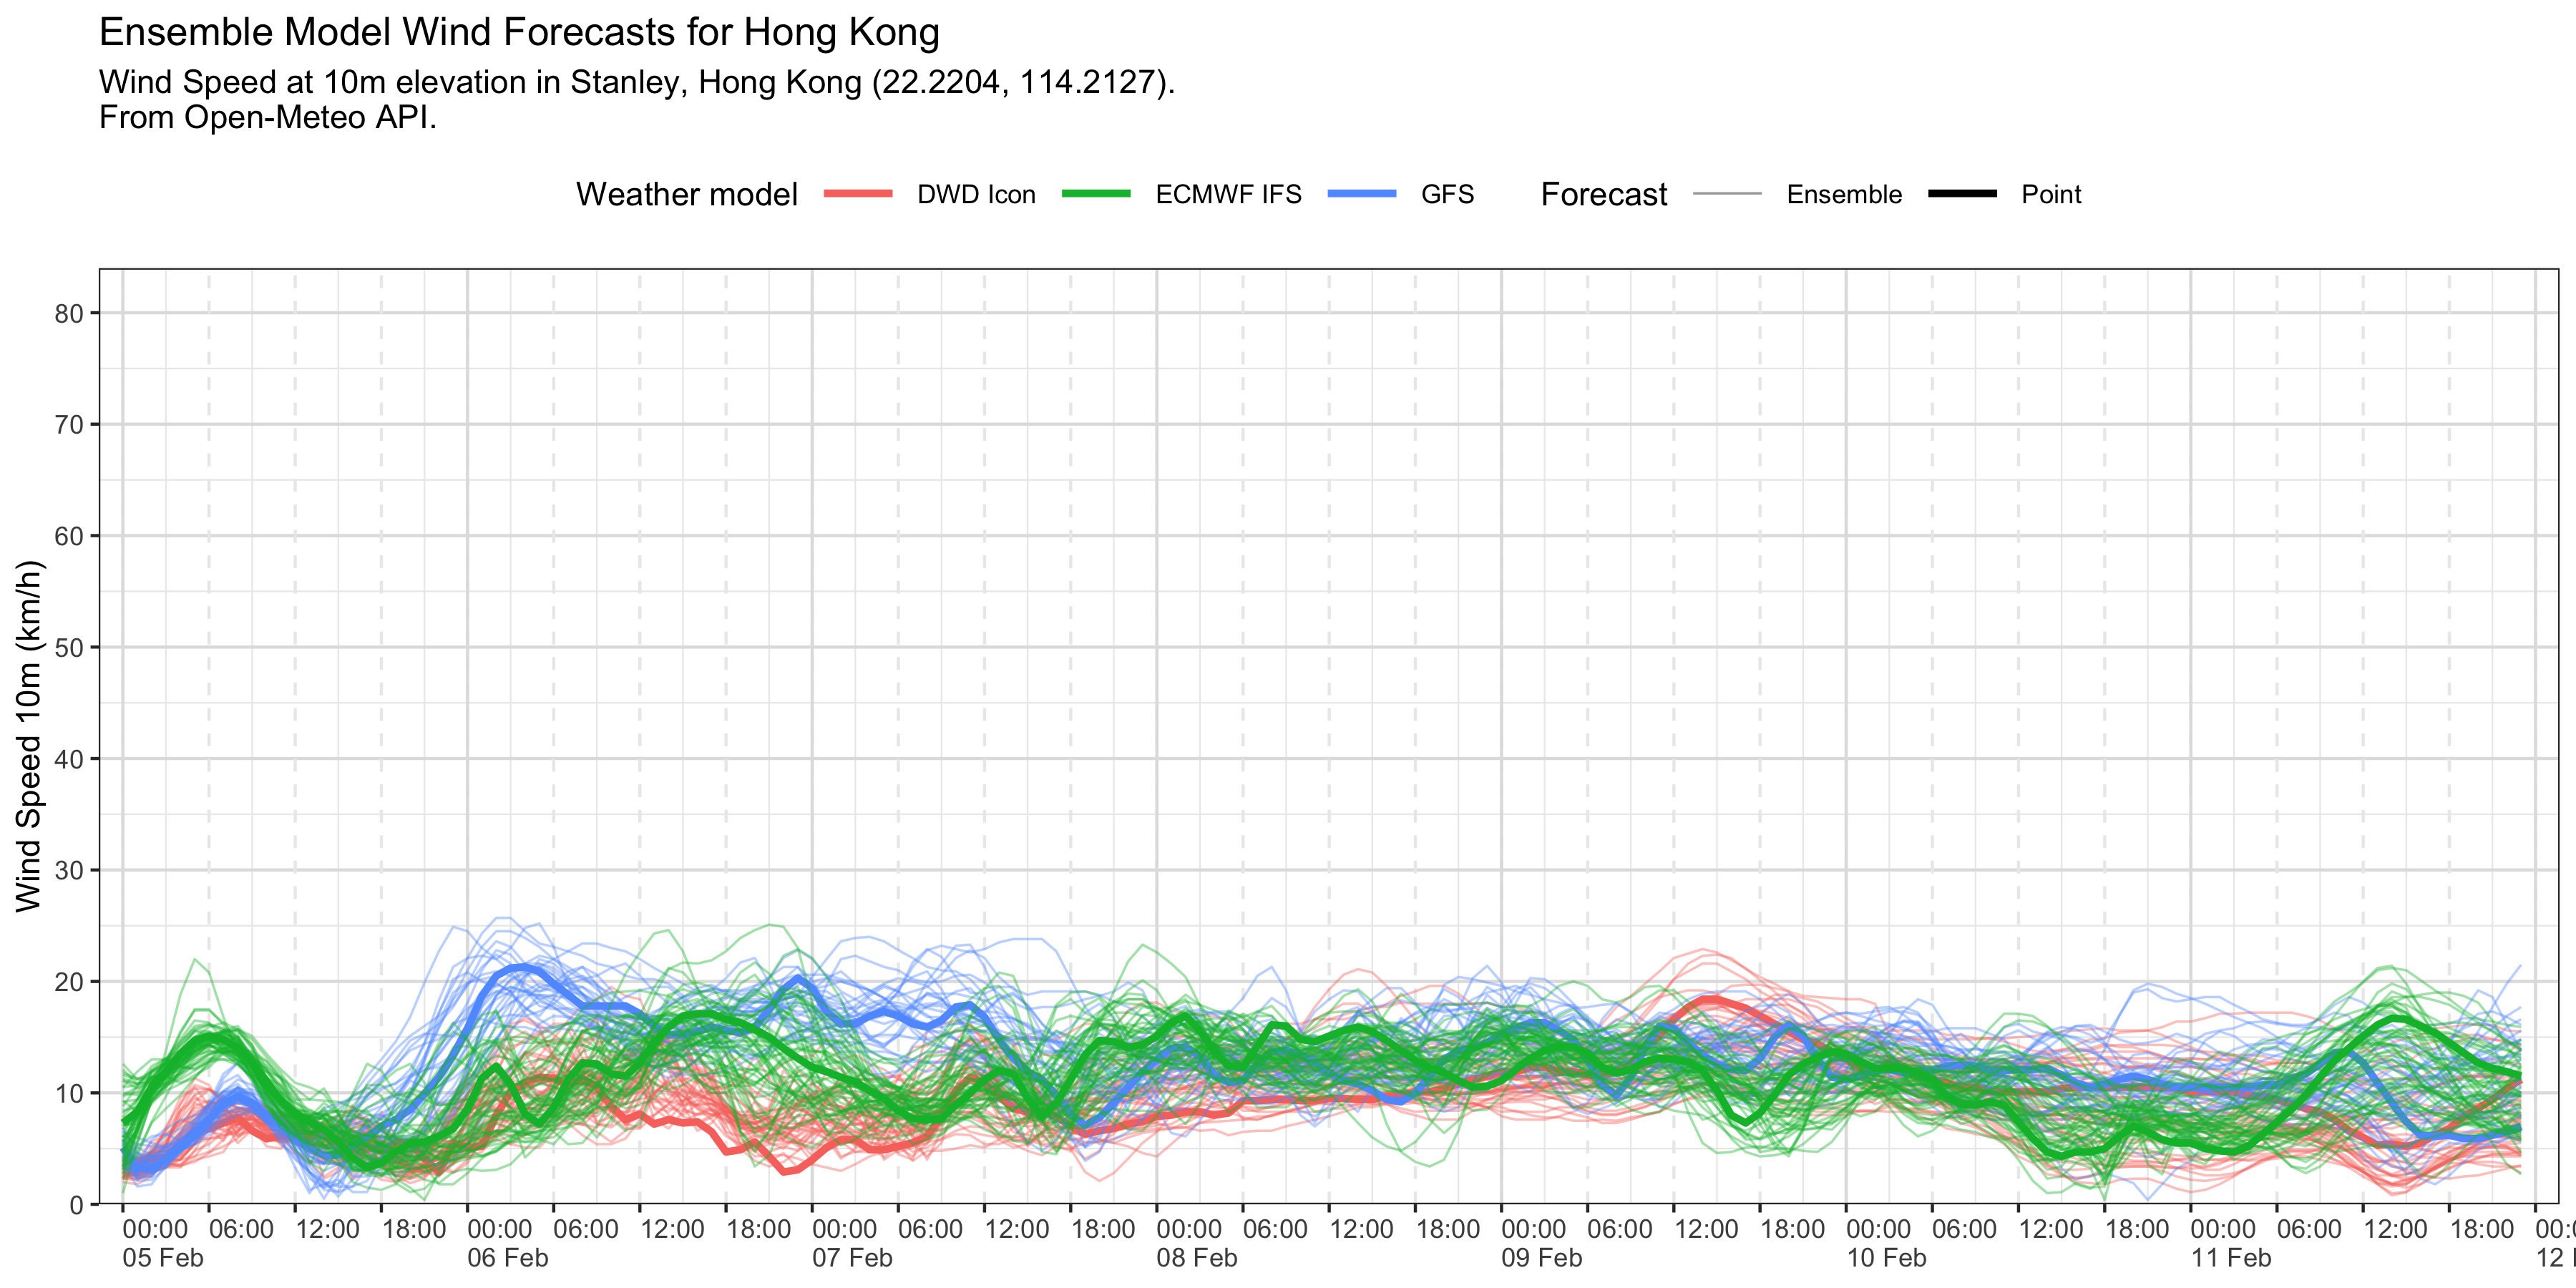 Ensemble Model Wind Forecasts for Hong Kong
Wind Speed at 10m elevation in Stanley, Hong Kong (22.2204, 114.2127).
From Open-Meteo API.
Weather model DWD Icon ECMWF IFS GFS Forecast Ensemble Point
Wind Speed 10m (km/h)
80
70
60
50
40
30
20
10
0
00:00 06:00 12:00 18:00 00:00 06:00 12:00 18:00 00:00 06:00 12:00 18:00 00:00 06:00 12:00 18:00 00:00 06:00 12:00 18:00 00:00 06:00 12:00 18:00 00:00 06:00 12:00 18:00
05 Feb 06 Feb 07 Feb 08 Feb 09 Feb 10 Feb 11 Feb 12